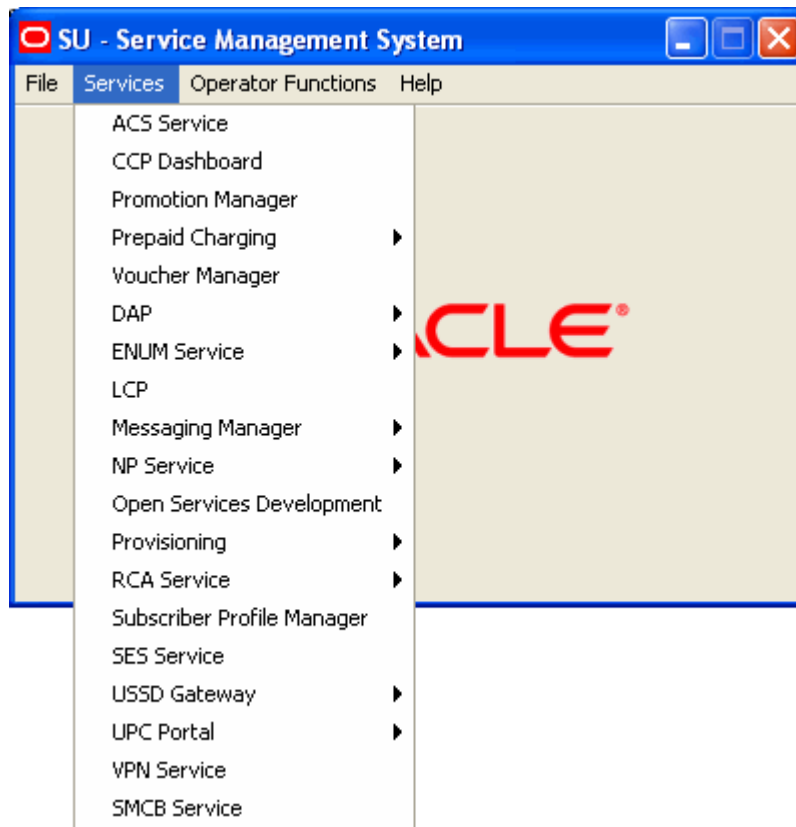 SU - Service Management System
File Services Operator Functions Help
ACS Service
CCP Dashboard
Promotion Manager
Prepaid Charging
Voucher Manager
DAP
ENUM Service
LCP
Messaging Manager
NP Service
Open Services Development
Provisioning
RCA Service
Subscriber Profile Manager
SES Service
USSD Gateway
UPC Portal
VPN Service
SMCB Service
ACLE®